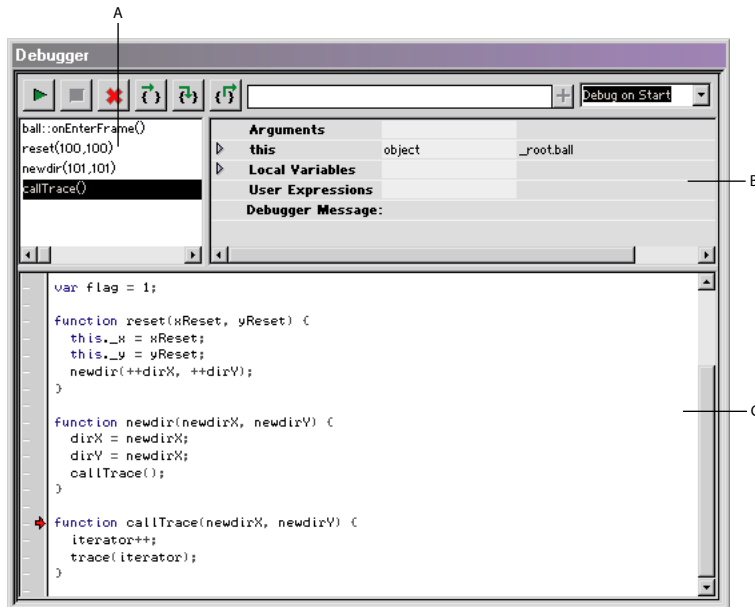 A
Debugger
Debug on Start
ball::onEnterFrame()
reset(100,100)
newdir(101,101)
callTrace()
Arguments
this object _root.ball
Local Variables
User Expressions
Debugger Message:
B
var flag = 1;
function reset(xReset, yReset) {
this._x = xReset;
this._y = yReset;
newdir(++dirX, ++dirY);
}
function newdir(newdirX, newdirY) {
dirX = newdirX;
dirY = newdirX;
callTrace();
}
function callTrace(newdirX, newdirY) {
iterator++;
trace(iterator);
}
C